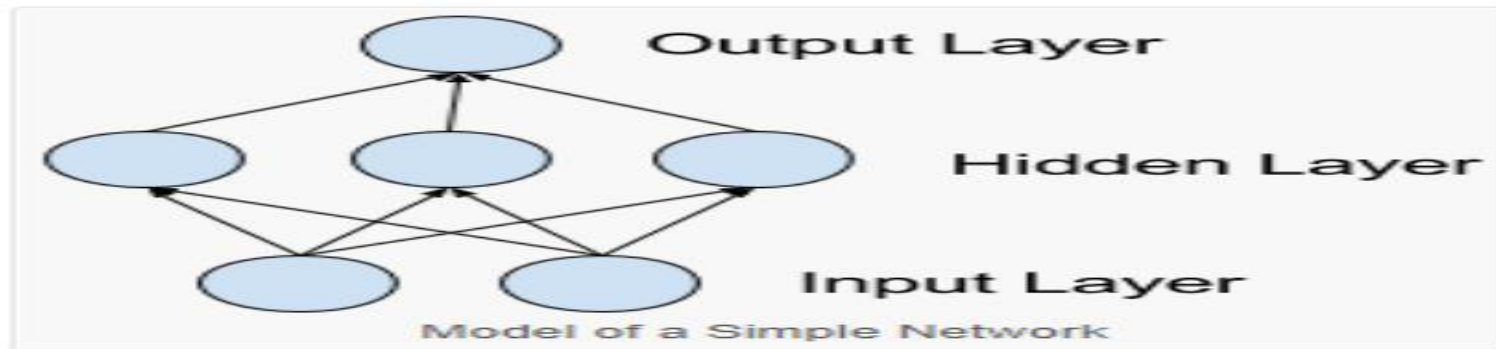 Output Layer
Hidden Layer
Input Layer
Model of a Simple Network